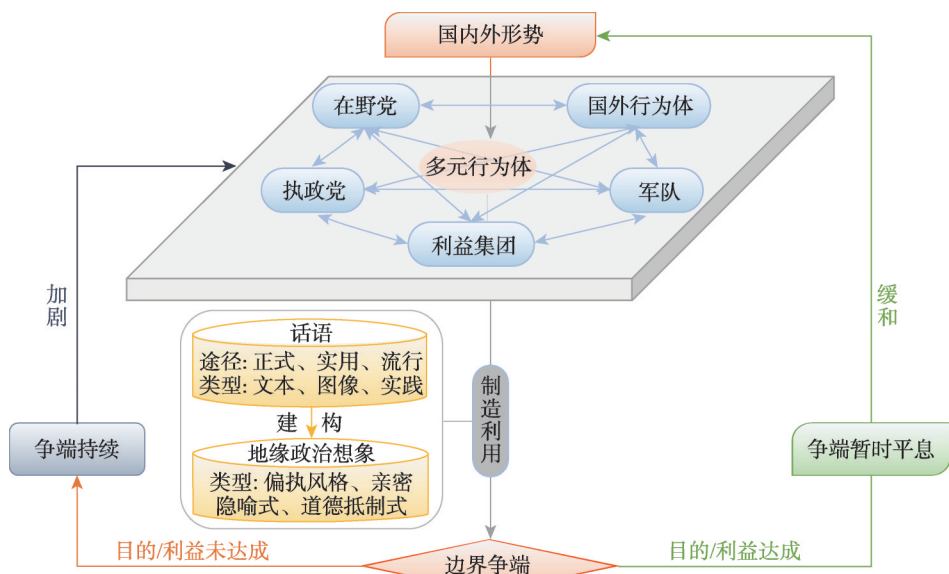 国内外形势
在野党
国外行为体
多元行为体
执政党
军队
利益集团
加剧
缓和
话语
途径: 正式、实用、流行
类型: 文本、图像、实践
建 构
制造利用
地缘政治想象
类型: 偏执风格、亲密
隐喻式、道德抵制式
争端持续
争端暂时平息
目的/利益未达成
边界争端
目的/利益达成